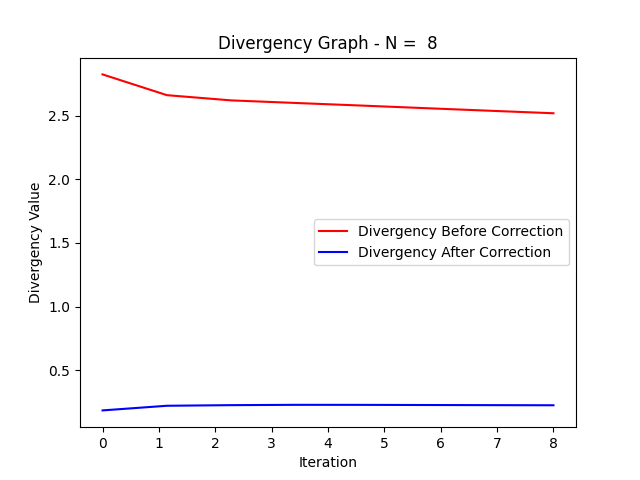 Divergency Graph - N =  8
2.5
2.0
1.5
1.0
0.5
Divergency Value
Divergency Before Correction
Divergency After Correction
0 1 2 3 4 5 6 7 8
Iteration